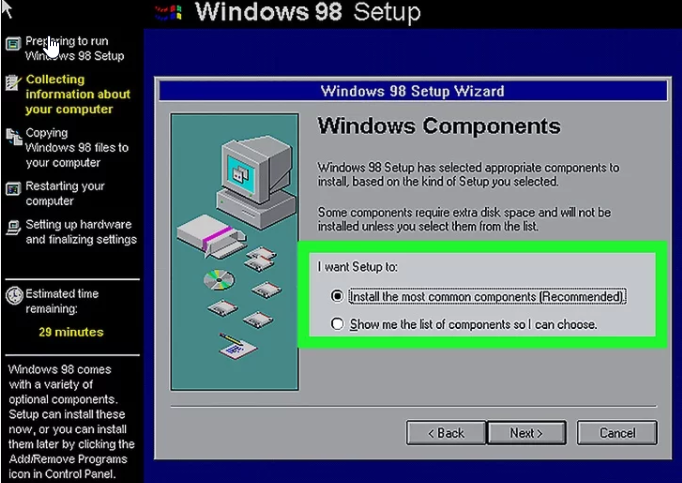 Windows 98 Setup
Preparing to run
Windows 98 Setup
Collecting
information about
your computer
Copying
Windows 98 files to
your computer
Restarting your
computer
Setting up hardware
and finalizing settings
Estimated time
remaining:
29 minutes
Windows 98 comes
with a variety of
optional components.
Setup can install these
now, or you can install
them later by clicking the
Add/Remove Programs
icon in Control Panel.
Windows 98 Setup Wizard
Windows Components
Windows 98 Setup has selected appropriate components to
install, based on the kind of Setup you selected.
Some components require extra disk space and will not be
installed unless you select them from the list.
I want Setup to:
Install the most common components (Recommended).
Show me the list of components so I can choose.
< Back
Next >
Cancel